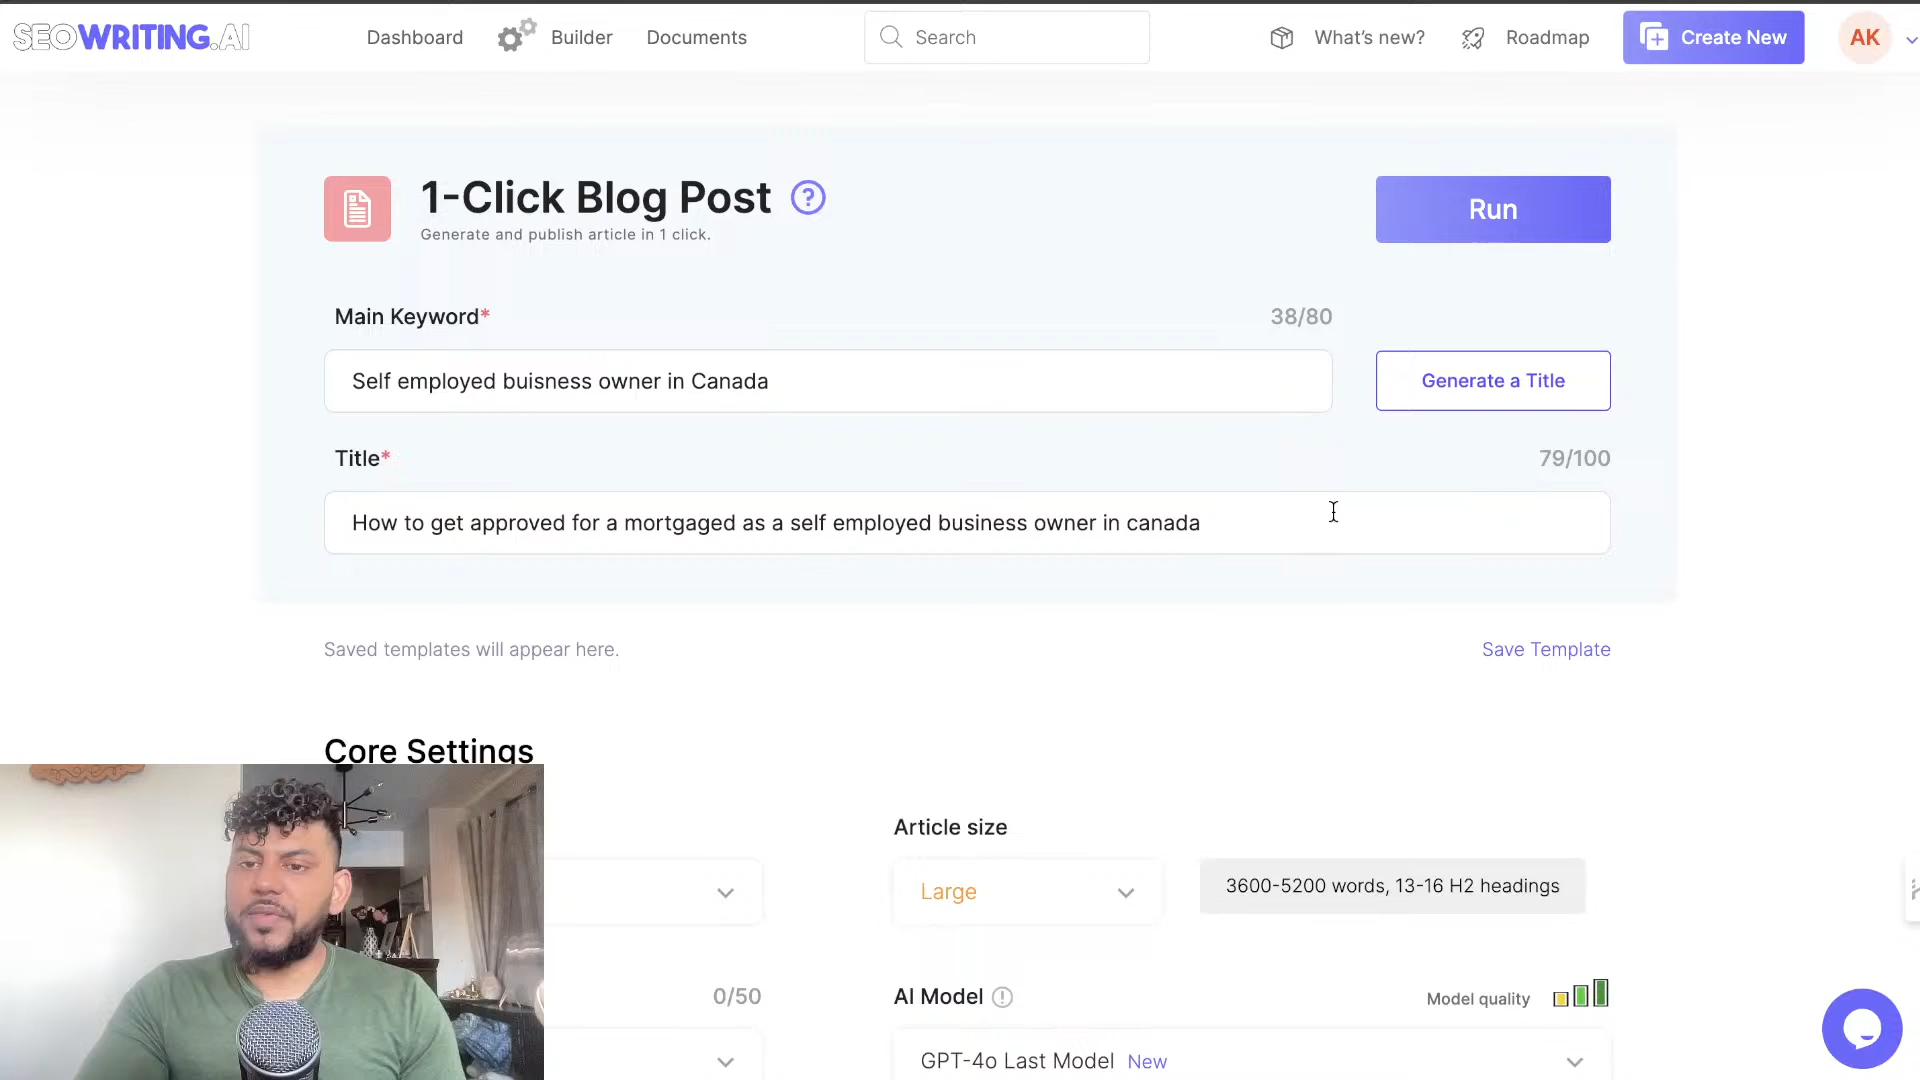 SEOWRITING.AI
Dashboard
Builder
Documents
Search
What's new?
Roadmap
Create New
AK
1-Click Blog Post
?
Generate and publish article in 1 click.
Run
Main Keyword*
38/80
Self employed buisness owner in Canada
Generate a Title
Title*
79/100
How to get approved for a mortgaged as a self employed business owner in canada
Saved templates will appear here.
Save Template
Core Settings
Article size
Large
3600-5200 words, 13-16 H2 headings
0/50
AI Model
Model quality
GPT-4o Last Model New